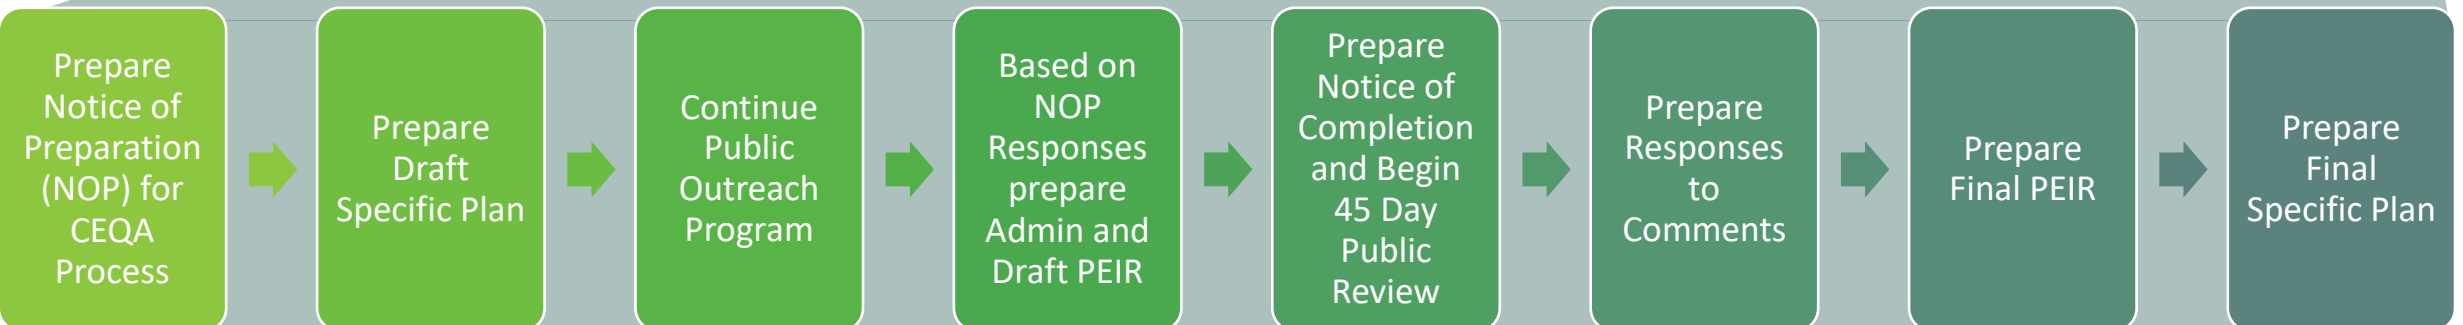 Prepare
Notice of
Preparation
(NOP) for
CEQA
Process
Prepare
Draft
Specific Plan
Continue
Public
Outreach
Program
Based on
NOP
Responses
prepare
Admin and
Draft PEIR
Prepare
Notice of
Completion
and Begin
45 Day
Public
Review
Prepare
Responses
to
Comments
Prepare
Final PEIR
Prepare
Final
Specific Plan